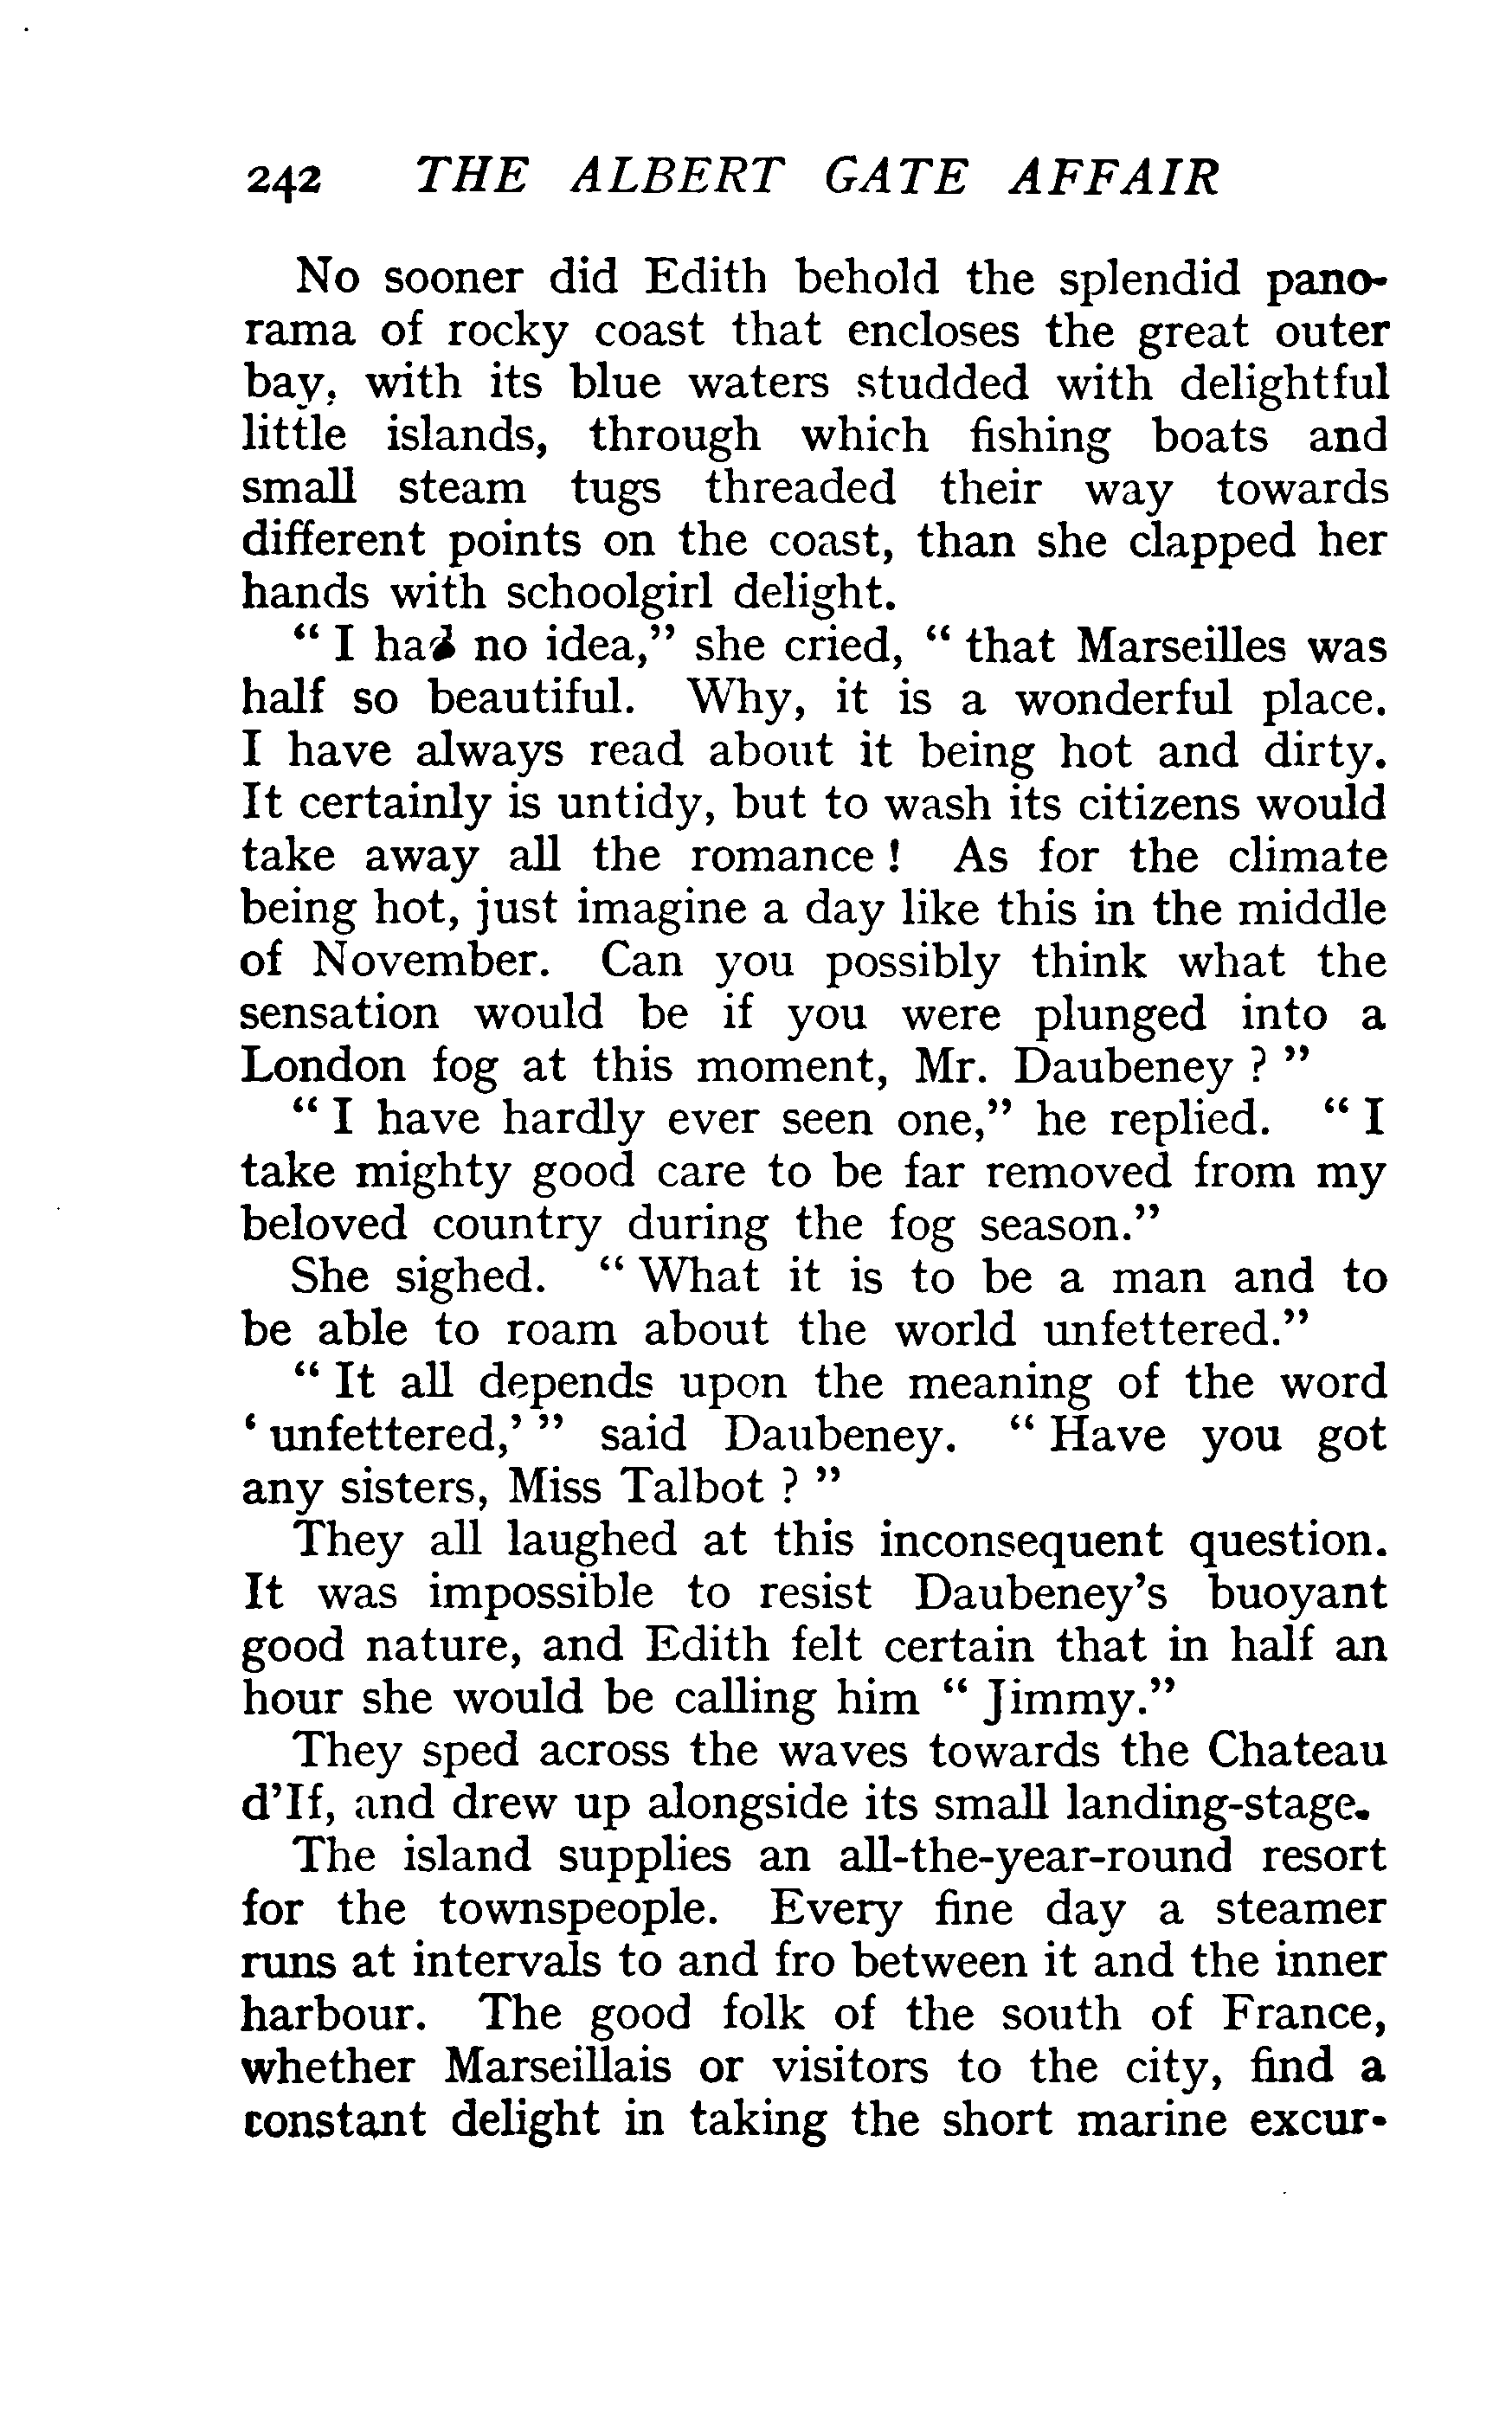 242 THE ALBERT GATE AFFAIR
No sooner did Edith behold the splendid pano-
rama of rocky coast that encloses the great outer
bay, with its blue waters studded with delightful
little islands, through which fishing boats and
small steam tugs threaded their way towards
different points on the coast, than she clapped her
hands with schoolgirl delight.
“ I had no idea,” she cried, “ that Marseilles was
half so beautiful. Why, it is a wonderful place.
I have always read about it being hot and dirty.
It certainly is untidy, but to wash its citizens would
take away all the romance ! As for the climate
being hot, just imagine a day like this in the middle
of November. Can you possibly think what the
sensation would be if you were plunged into a
London fog at this moment, Mr. Daubeney ? ”
“ I have hardly ever seen one,” he replied. “ I
take mighty good care to be far removed from my
beloved country during the fog season.”
She sighed. “ What it is to be a man and to
be able to roam about the world unfettered.”
“ It all depends upon the meaning of the word
‘ unfettered,’ ” said Daubeney. “ Have you got
any sisters, Miss Talbot ? ”
They all laughed at this inconsequent question.
It was impossible to resist Daubeney’s buoyant
good nature, and Edith felt certain that in half an
hour she would be calling him “ Jimmy.”
They sped across the waves towards the Chateau
d’If, and drew up alongside its small landing-stage.
The island supplies an all-the-year-round resort
for the townspeople. Every fine day a steamer
runs at intervals to and fro between it and the inner
harbour. The good folk of the south of France,
whether Marseillais or visitors to the city, find a
constant delight in taking the short marine excur-